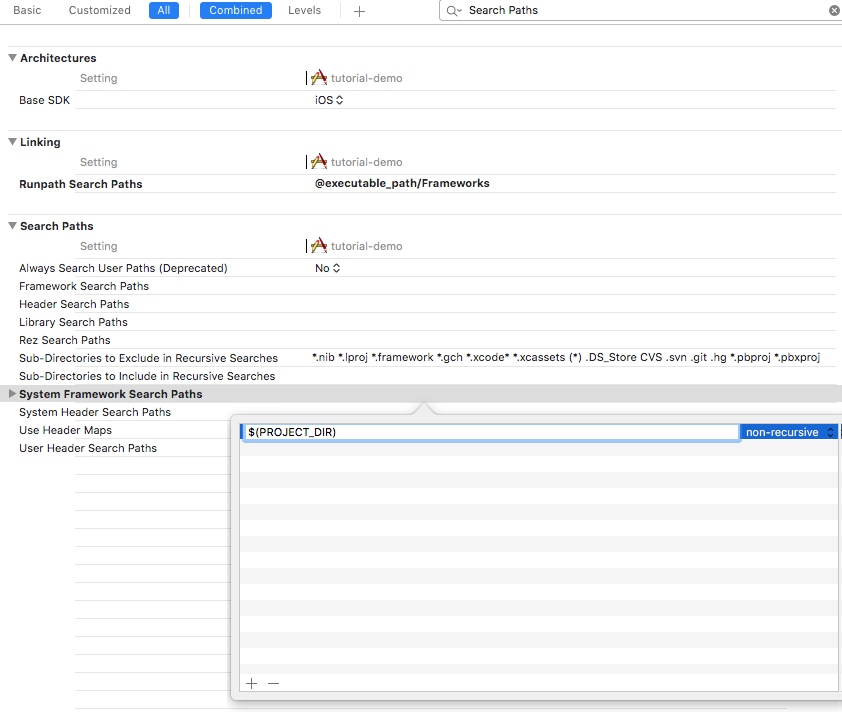 Basic Customized All Combined Levels + Search Paths
Architectures
Setting tutorial-demo
Base SDK iOS
Linking
Setting tutorial-demo
Runpath Search Paths @executable_path/Frameworks
Search Paths
Setting tutorial-demo
Always Search User Paths (Deprecated) No
Framework Search Paths
Header Search Paths
Library Search Paths
Rez Search Paths
Sub-Directories to Exclude in Recursive Searches *.nib *.lproj *.framework *.gch *.xcode* *.xcassets (*) .DS_Store CVS .svn .git .hg *.pbproj *.pbxproj
Sub-Directories to Include in Recursive Searches
System Framework Search Paths
System Header Search Paths
Use Header Maps
$(PROJECT_DIR) non-recursive
User Header Search Paths
+ −